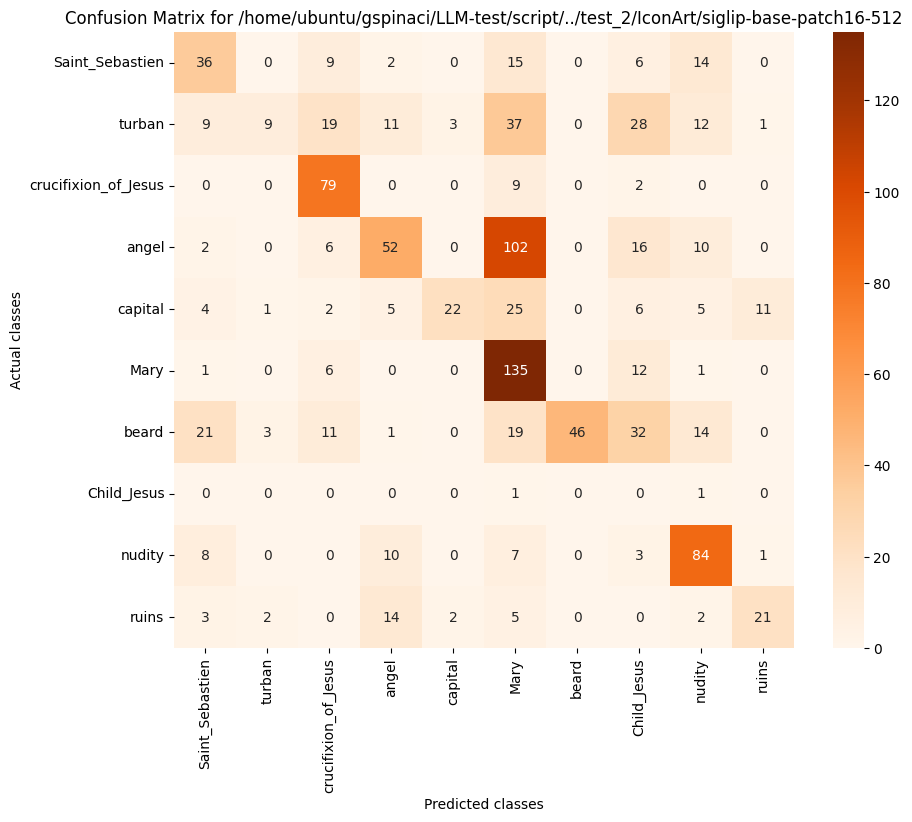 Confusion Matrix for /home/ubuntu/gspinaci/LLM-test/script/../test_2/IconArt/siglip-base-patch16-512
Saint_Sebastien 36 0 9 2 0 15 0 6 14 0
turban 9 9 19 11 3 37 0 28 12 1
crucifixion_of_Jesus 0 0 79 0 0 9 0 2 0 0
angel 2 0 6 52 0 102 0 16 10 0
capital 4 1 2 5 22 25 0 6 5 11
Mary 1 0 6 0 0 135 0 12 1 0
beard 21 3 11 1 0 19 46 32 14 0
Child_Jesus 0 0 0 0 0 1 0 0 1 0
nudity 8 0 0 10 0 7 0 3 84 1
ruins 3 2 0 14 2 5 0 0 2 21
Actual classes
Saint_Sebastien turban crucifixion_of_Jesus angel capital Mary beard Child_Jesus nudity ruins
Predicted classes
120
100
80
60
40
20
0